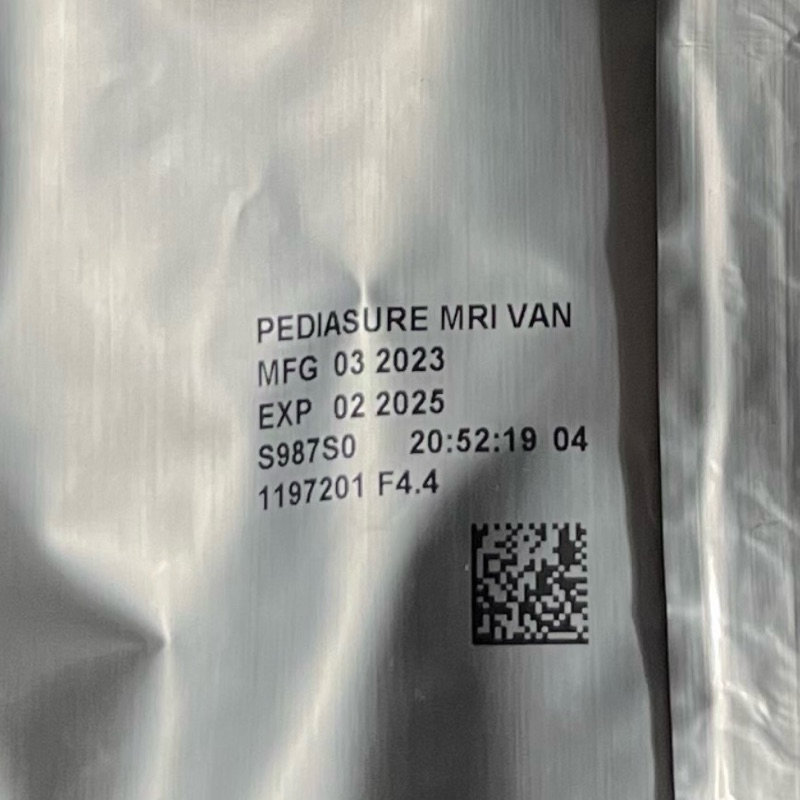 PEDIASURE MRI VAN
MFG 03 2023
EXP 02 2025
S987S0 20:52:19 04
1197201 F4.4